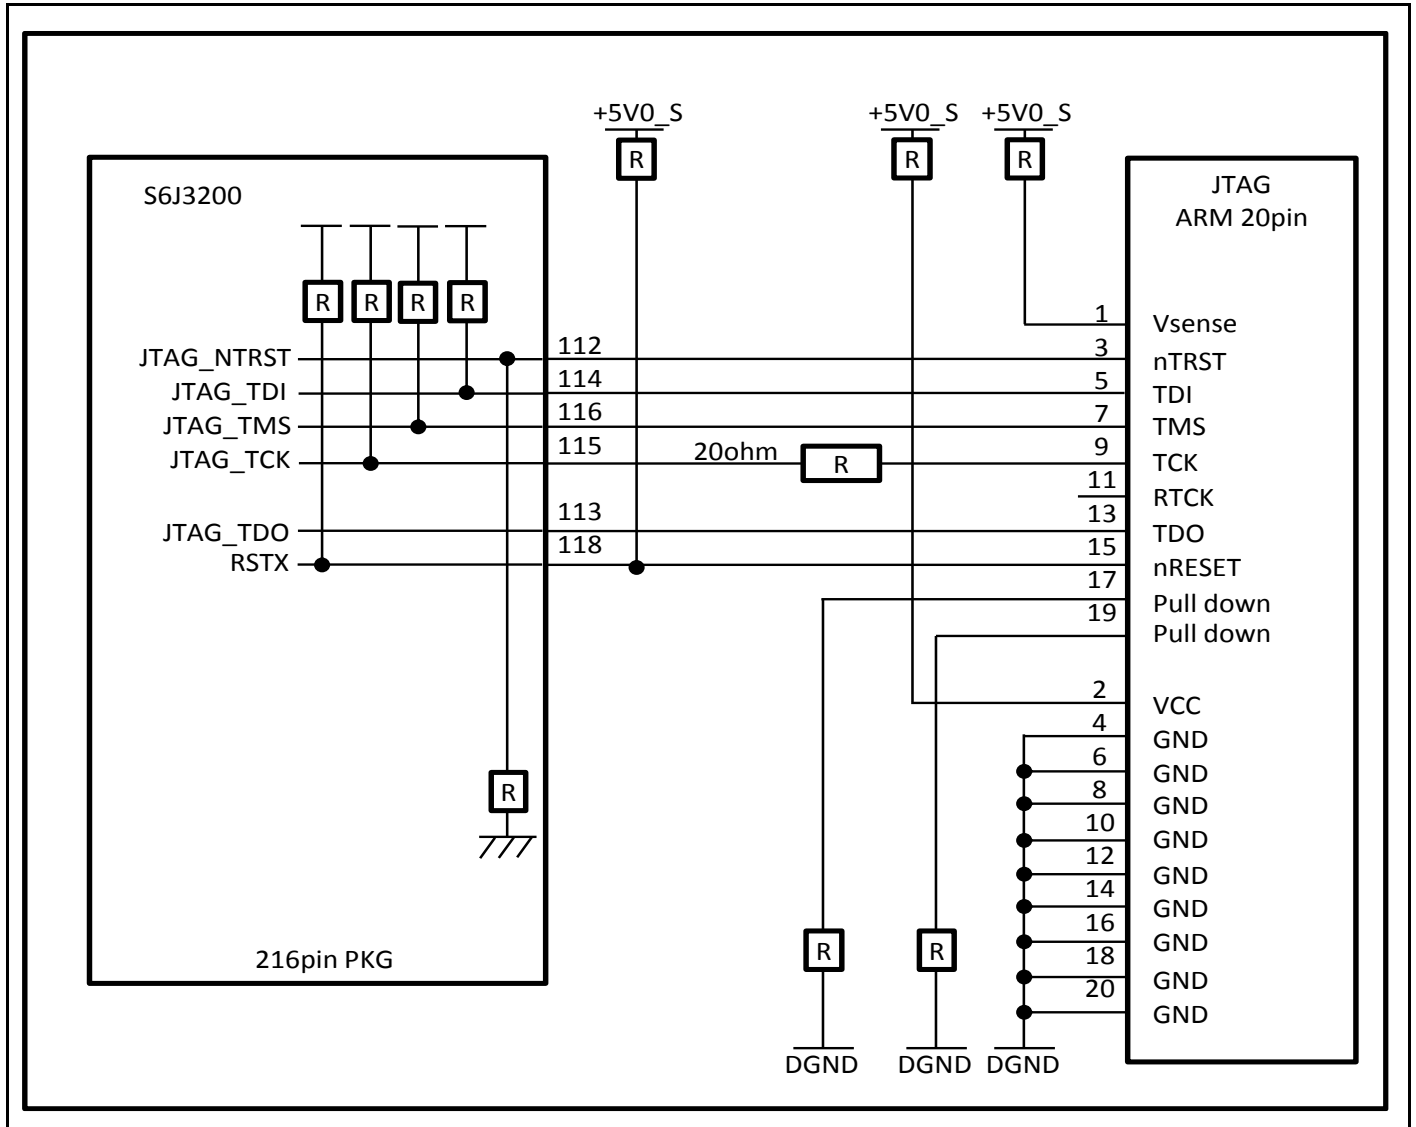 +5V0_S +5V0_S +5V0_S
R R R
S6J3200
JTAG
ARM 20pin
R R R R
1 Vsense
JTAG_NTRST 112 3 nTRST
JTAG_TDI 114 5 TDI
JTAG_TMS 116 7 TMS
JTAG_TCK 115 20ohm R 9 TCK
11 RTCK
JTAG_TDO 113 13 TDO
RSTX 118 15 nRESET
17 Pull down
19 Pull down
2 VCC
4 GND
6 GND
R
8 GND
10 GND
12 GND
14 GND
16 GND
R R
18 GND
20 GND
216pin PKG
DGND DGND DGND